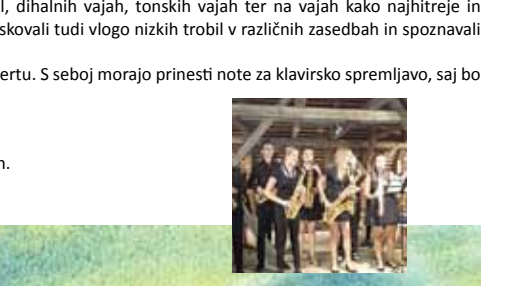 l, dihalnih vajah, tonskih vajah ter na vajah kako najhitreje in
skovali tudi vlogo nizkih trobil v različnih zasedbah in spoznavali
ertu. S seboj morajo prinesti note za klavirsko spremljavo, saj bo
n.